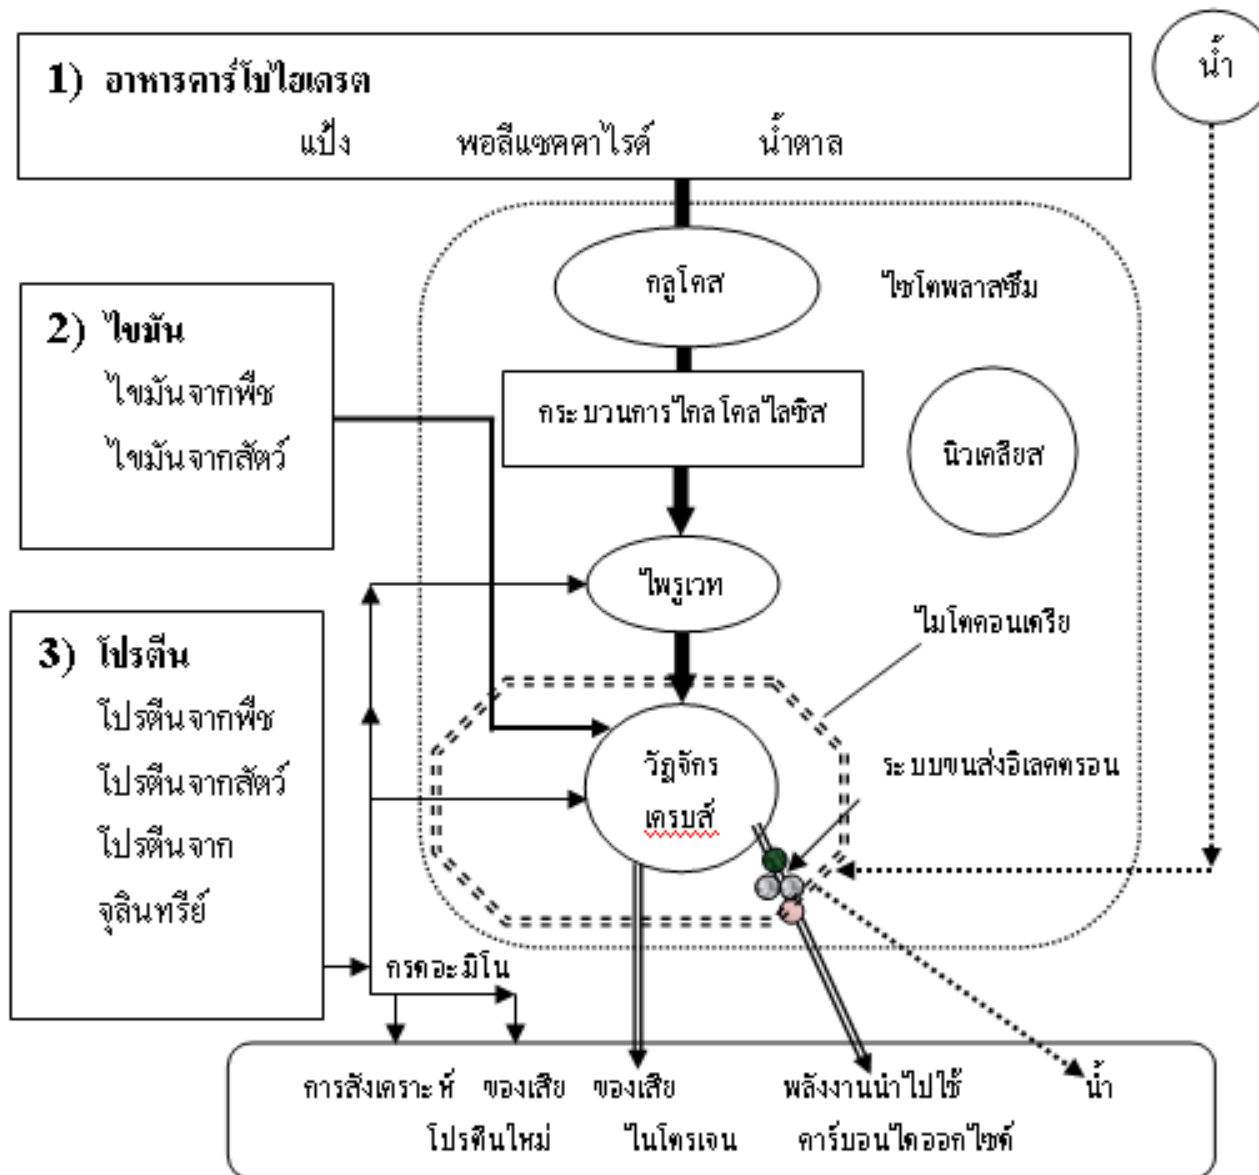 1) อาหารคาร์โบไฮเดรต
แป้ง พอลีแซคคาไรด์ น้ำตาล
น้ำ
กลูโคส
ไซโตพลาสซึม
2) ไขมัน
ไขมันจากพืช
ไขมันจากสัตว์
กระบวนการไกลโคลไลซิส
นิวเคลียส
ไพรูเวท
ไมโตคอนเดรีย
3) โปรตีน
โปรตีนจากพืช
โปรตีนจากสัตว์
โปรตีนจาก
จุลินทรีย์
วัฏจักร
เครบส์
ระบบขนส่งอิเลคตรอน
กรดอะมิโน
การสังเคราะห์ ของเสีย ของเสีย พลังงานนำไปใช้ น้ำ
โปรตีนใหม่ ไนโตรเจน คาร์บอนไดออกไซด์